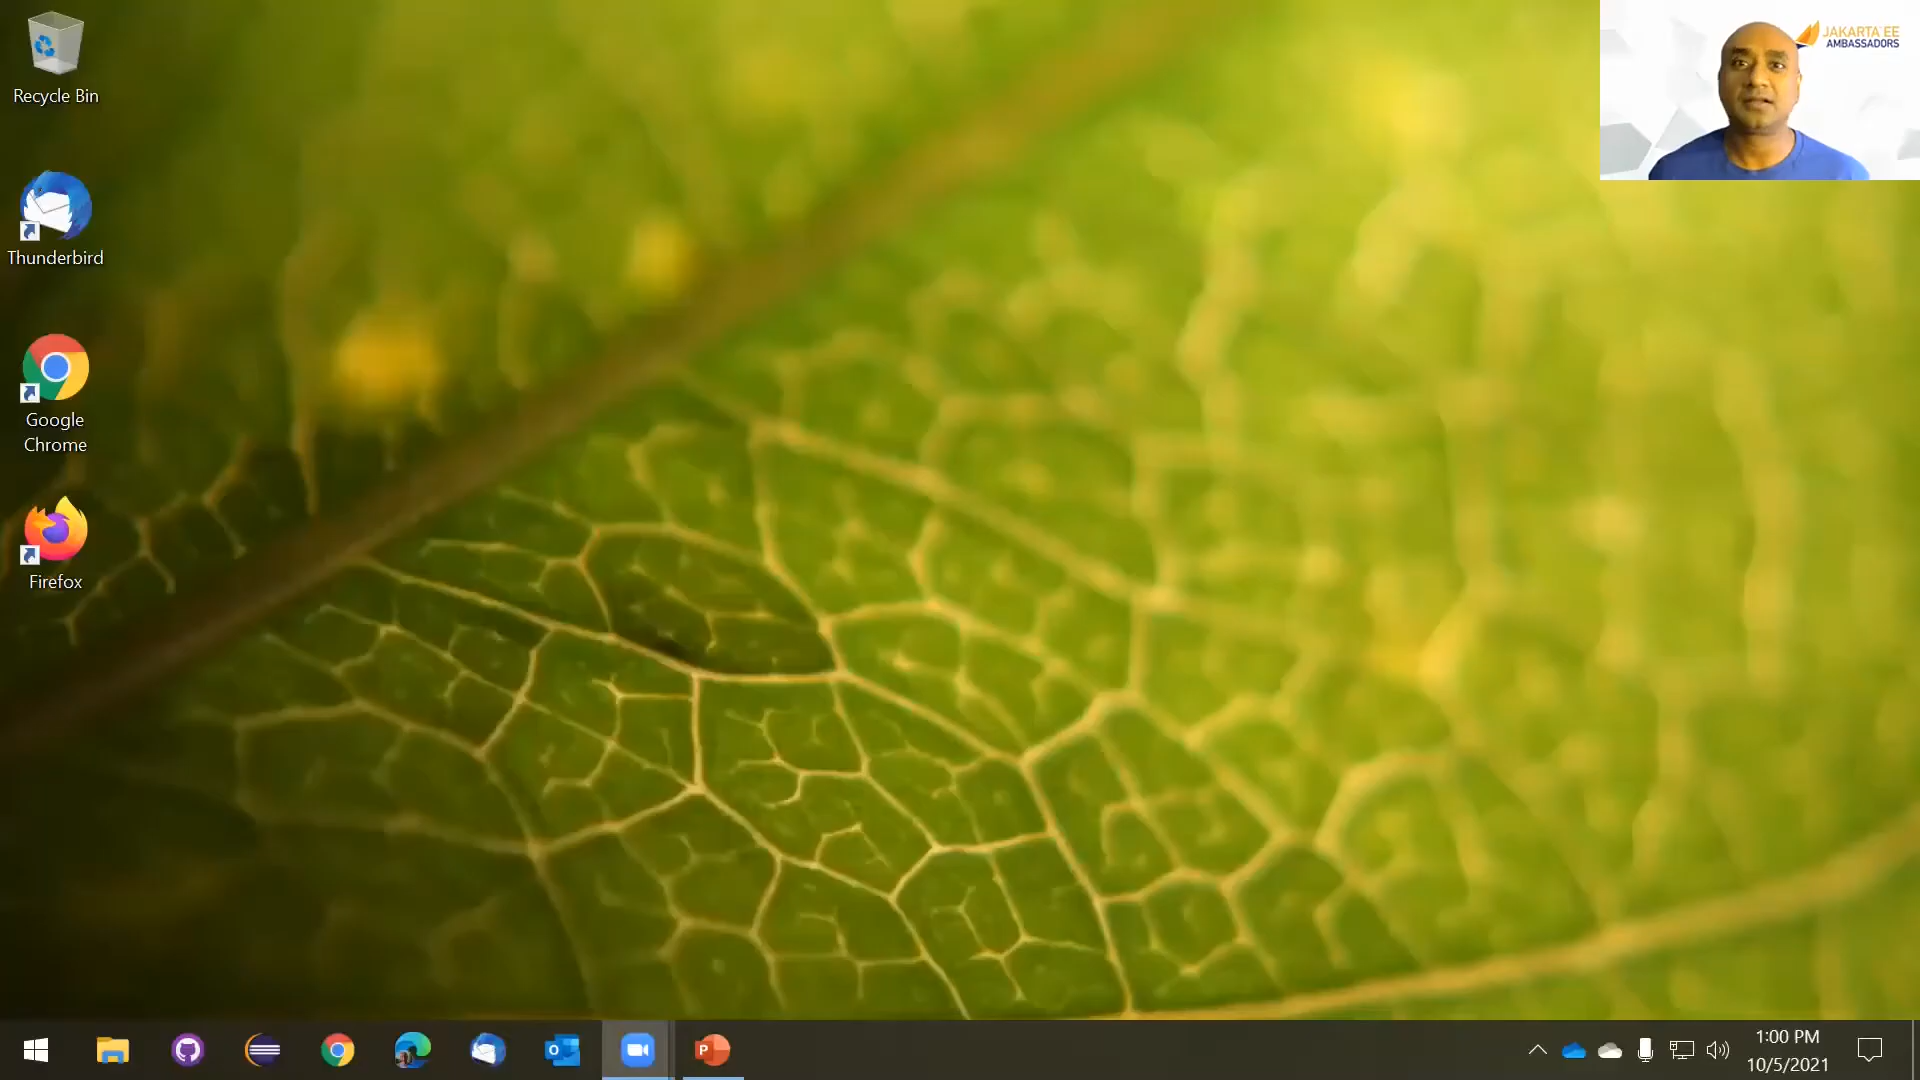 Recycle Bin
JAKARTA EE
AMBASSADORS
Thunderbird
Google
Chrome
Firefox
1:00 PM
10/5/2021